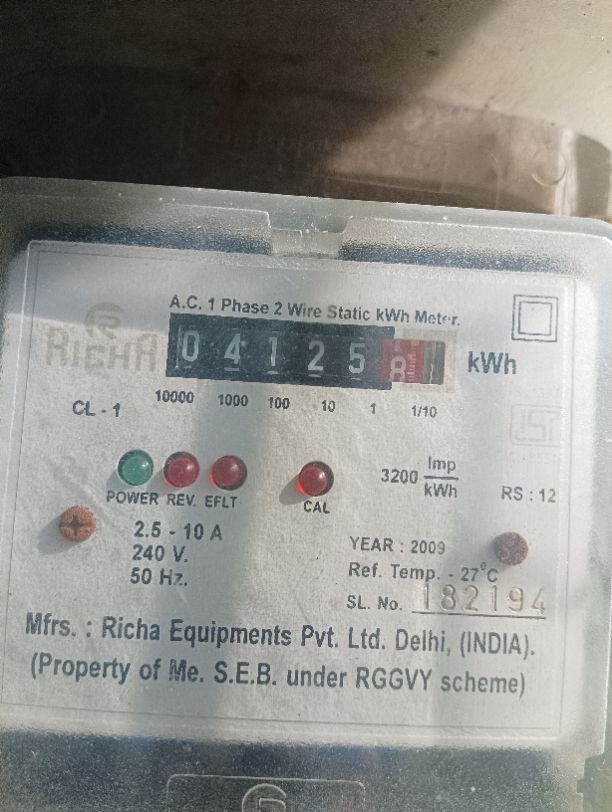 A.C. 1 Phase 2 Wire Static kWh Meter.
RICHA
0 4 1 2 5 8 kWh
CL - 1 10000 1000 100 10 1 1/10
3200 Imp/kWh
POWER REV. EFLT CAL RS : 12
2.5 - 10 A
240 V.
50 Hz.
YEAR : 2009
Ref. Temp. - 27°C
SL. No. 182194
Mfrs. : Richa Equipments Pvt. Ltd. Delhi, (INDIA).
(Property of Me. S.E.B. under RGGVY scheme)